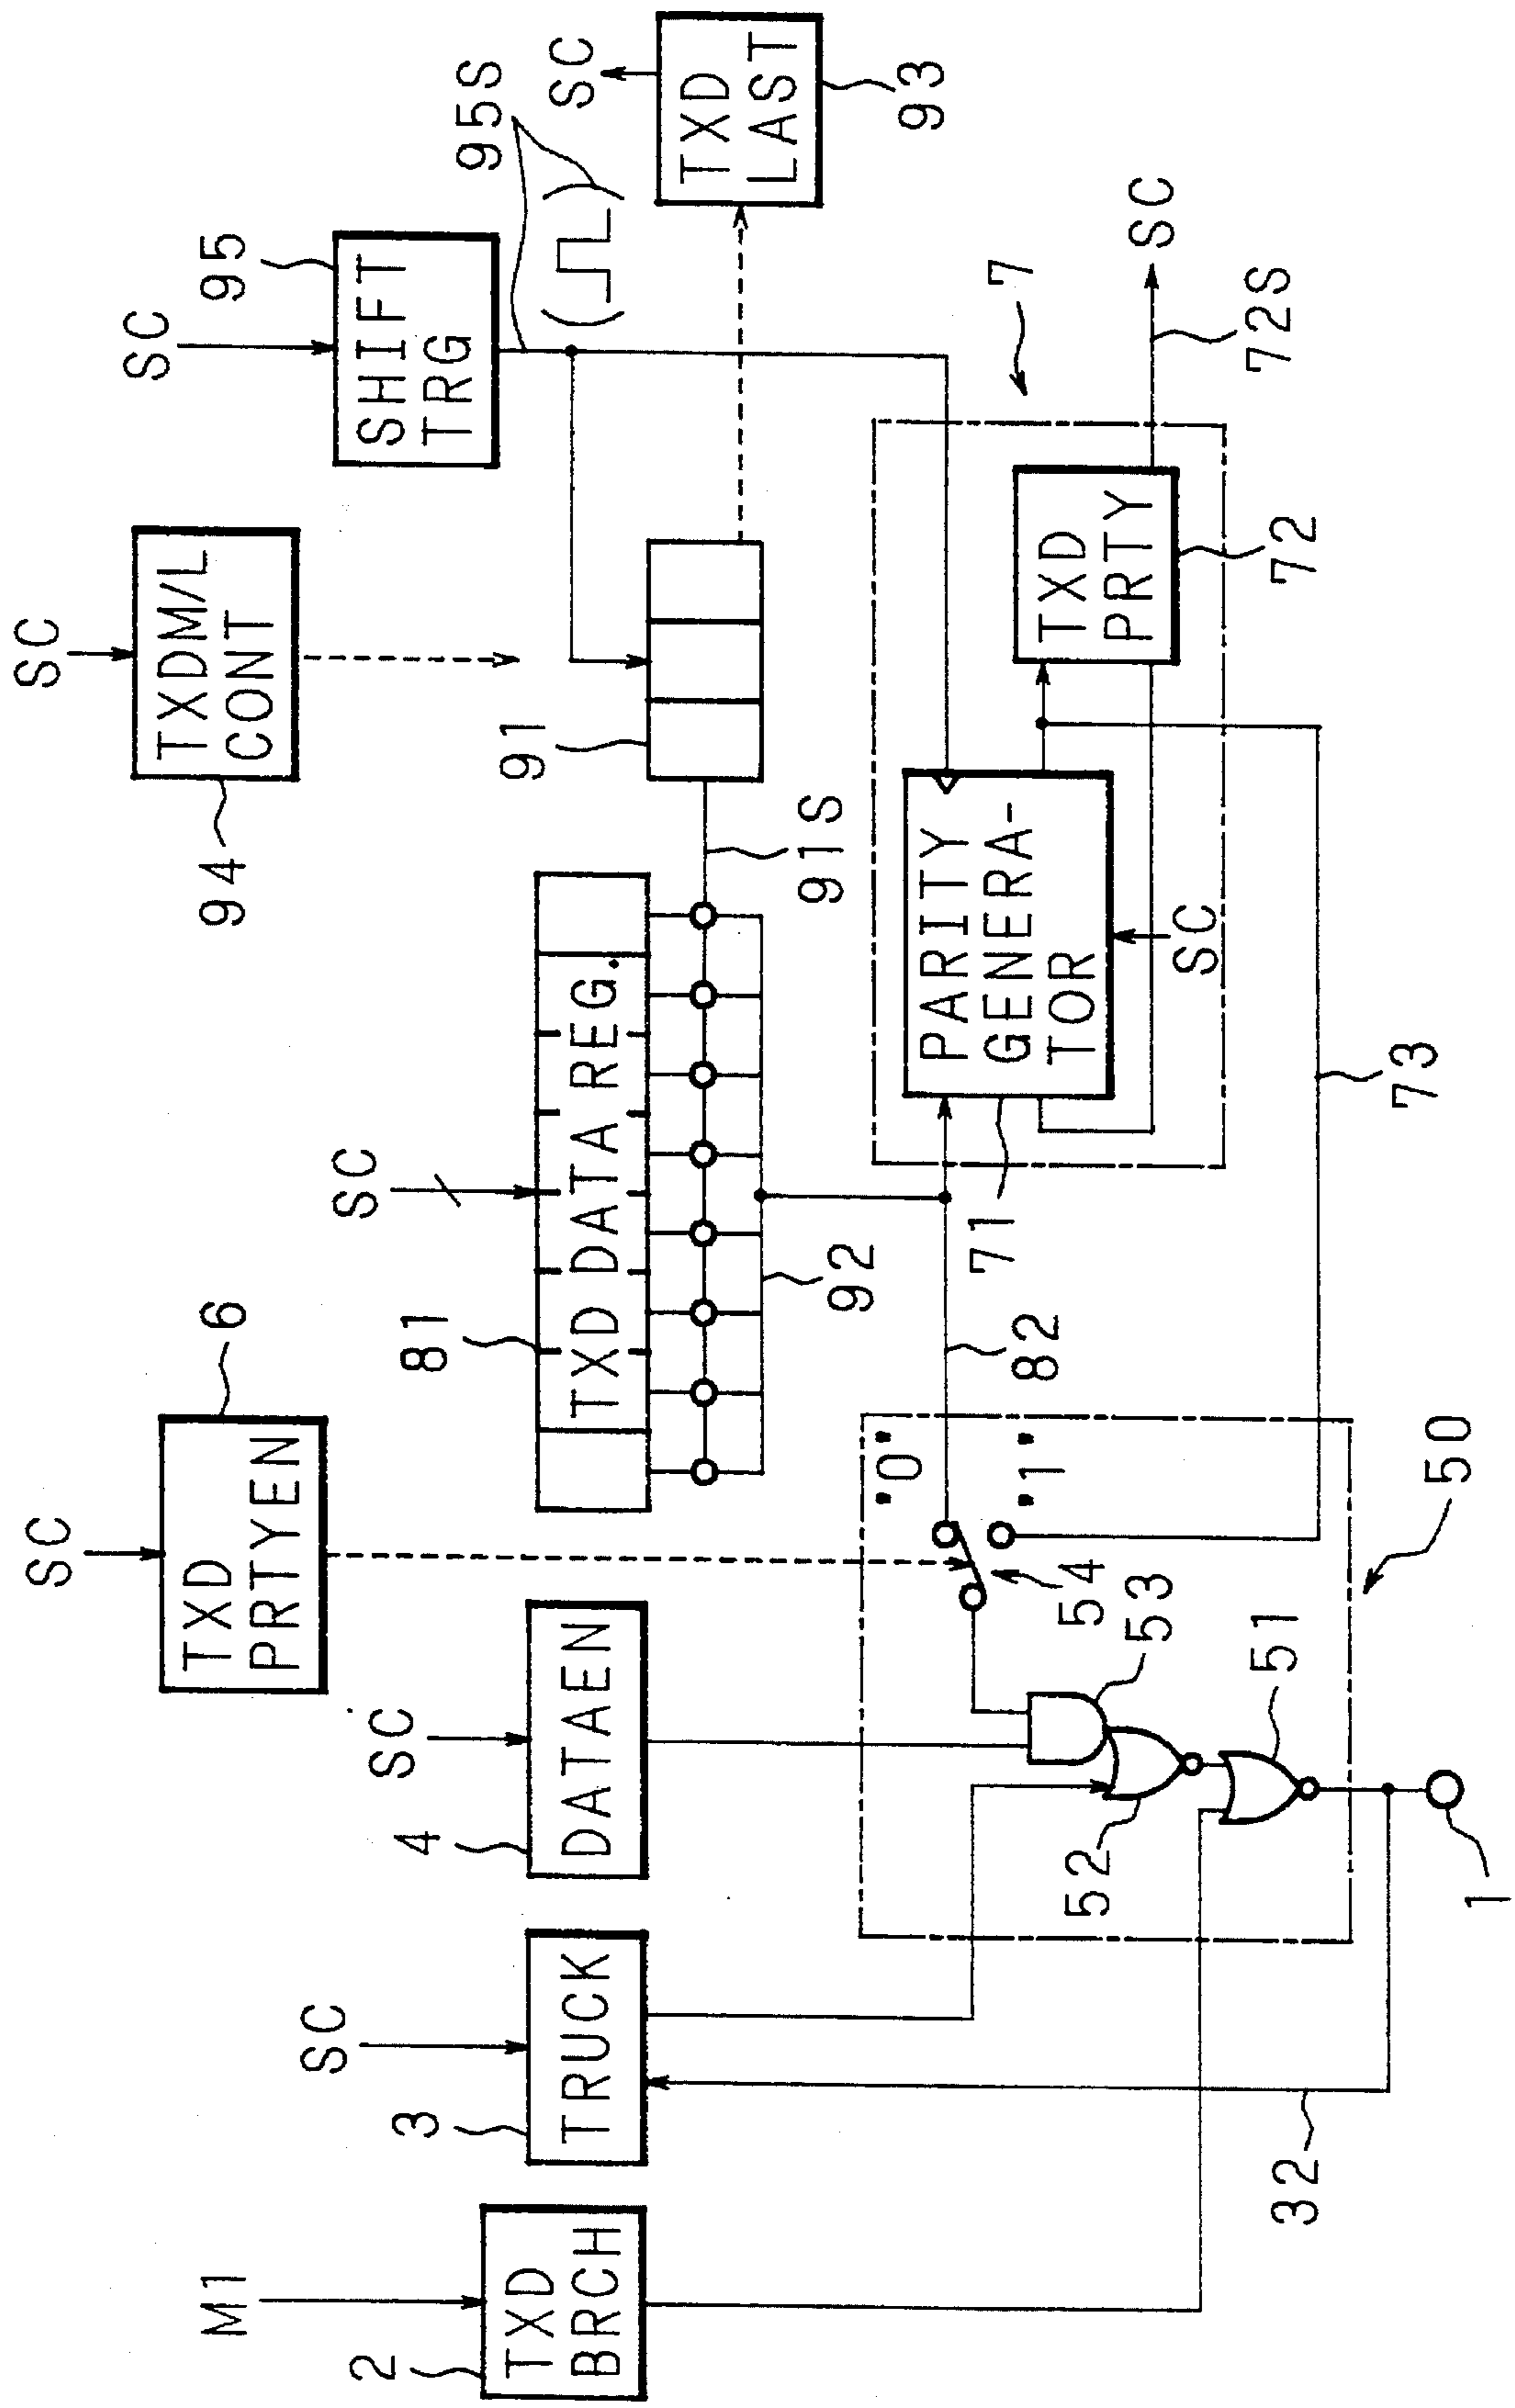 M1
2
TXD
BRCH
SC
3
TRUCK
32
SC
4
DATAEN
SC
6
TXD
PRTYEN
SC
81
TXD DATA REG.
92
91S
91
SC
94
TXDM/L
CONT
SC
95
SHIFT
TRG
95S
SC
TXD
LAST
93
"0"
"1"
82
54
53
52
51
50
1
7
71
PARITY
GENERA-
TOR
SC
TXD
PRTY
72
72S
SC
73